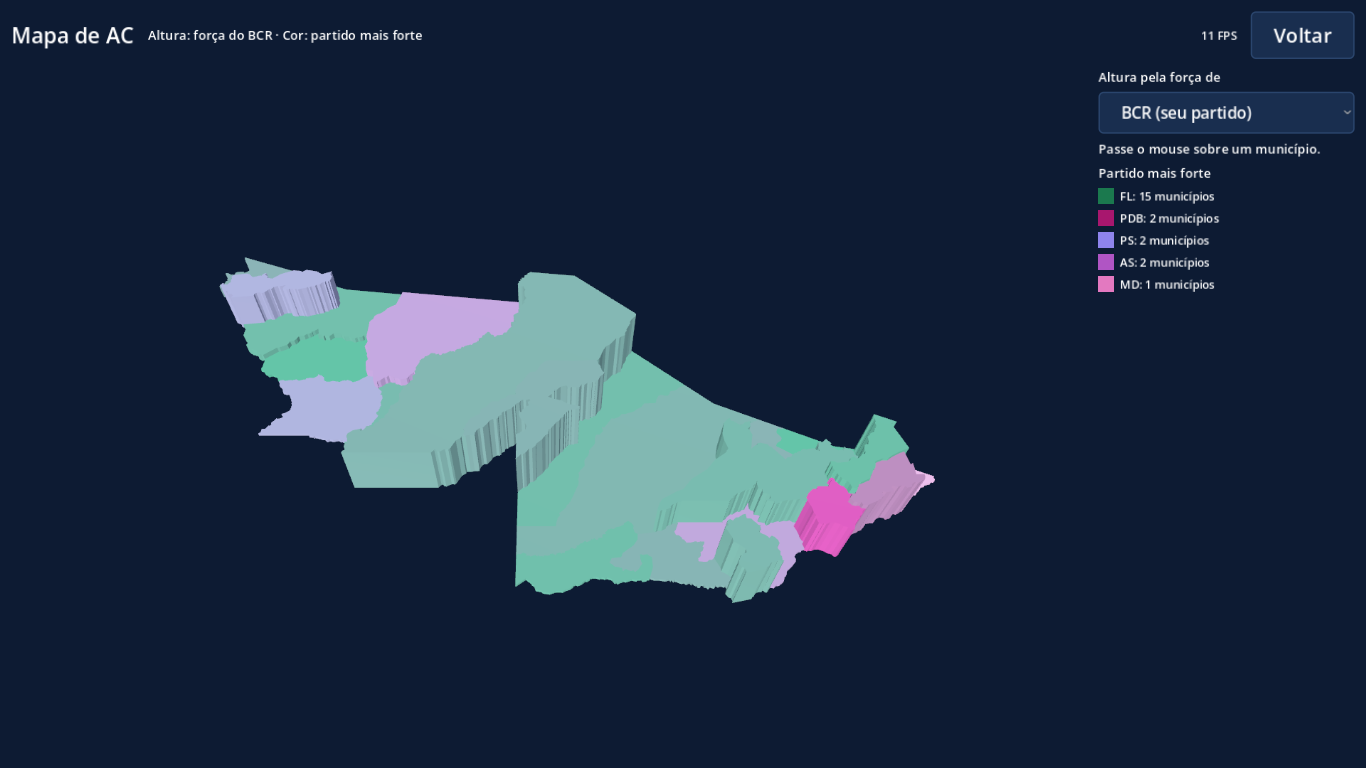 Mapa de AC
Altura: força do BCR · Cor: partido mais forte
11 FPS
Voltar
Altura pela força de
BCR (seu partido)
Passe o mouse sobre um município.
Partido mais forte
FL: 15 municípios
PDB: 2 municípios
PS: 2 municípios
AS: 2 municípios
MD: 1 municípios